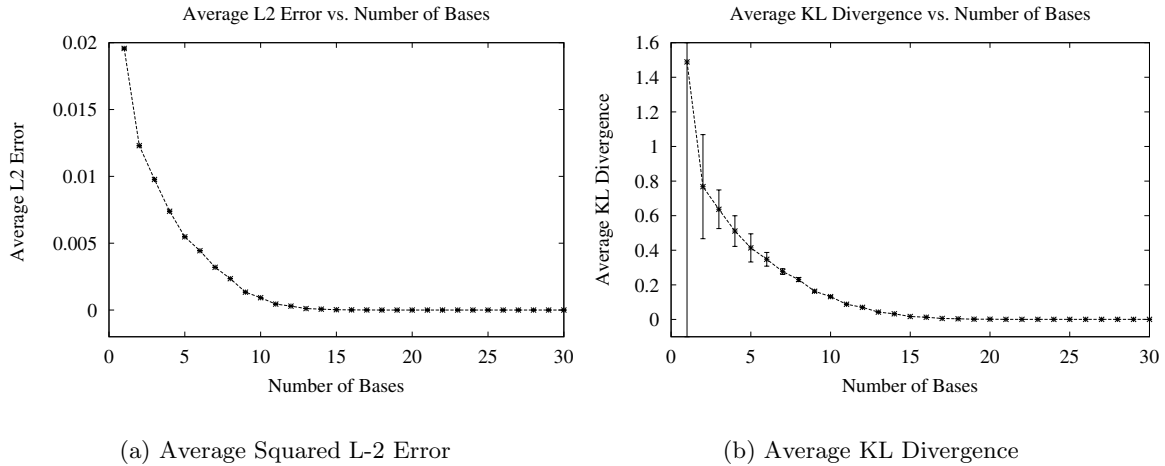 Average L2 Error vs. Number of Bases
0.02
0.015
0.01
0.005
0
Average L2 Error
0 5 10 15 20 25 30
Number of Bases
(a) Average Squared L-2 Error
Average KL Divergence vs. Number of Bases
1.6
1.4
1.2
1
0.8
0.6
0.4
0.2
0
Average KL Divergence
0 5 10 15 20 25 30
Number of Bases
(b) Average KL Divergence